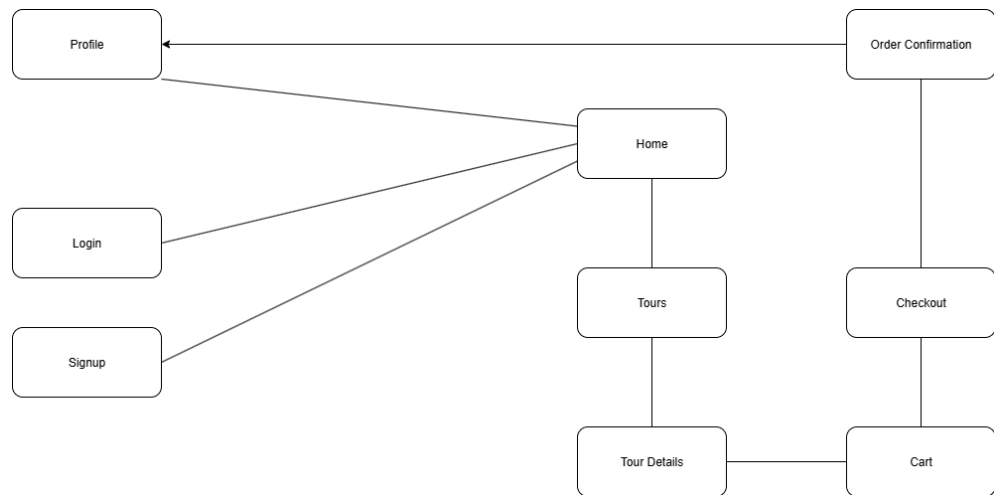 Profile
Order Confirmation
Home
Login
Tours
Checkout
Signup
Tour Details
Cart